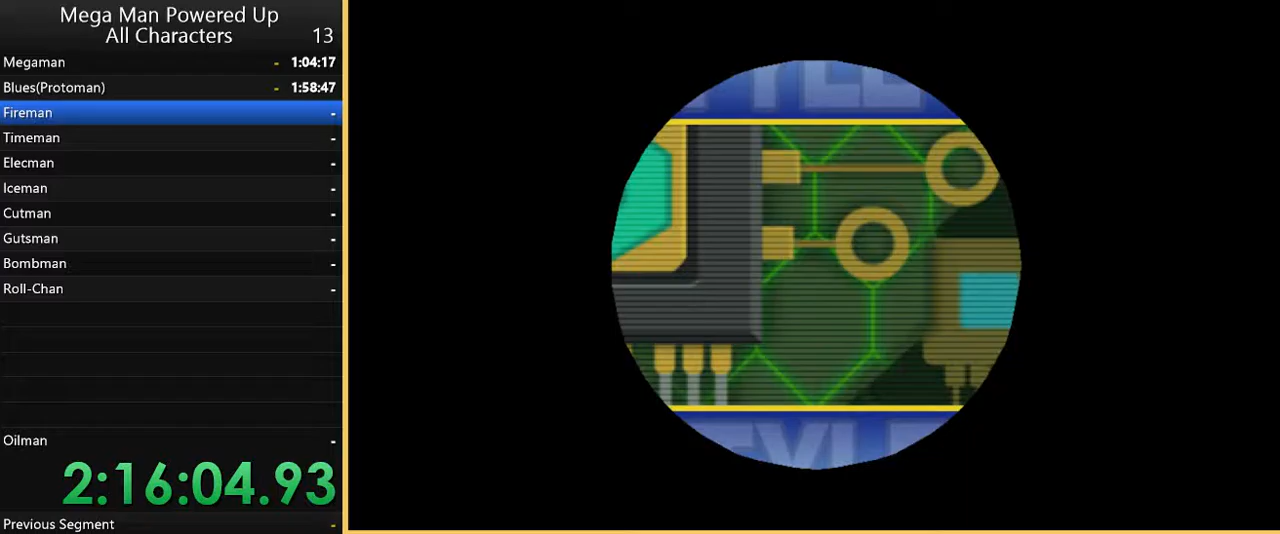 Mega Man Powered Up
All Characters 13
Megaman - 1:04:17
Blues(Protoman) - 1:58:47
Fireman -
Timeman -
Elecman -
Iceman -
Cutman -
Gutsman -
Bombman -
Roll-Chan -
Oilman -
2:16:04.93
Previous Segment -